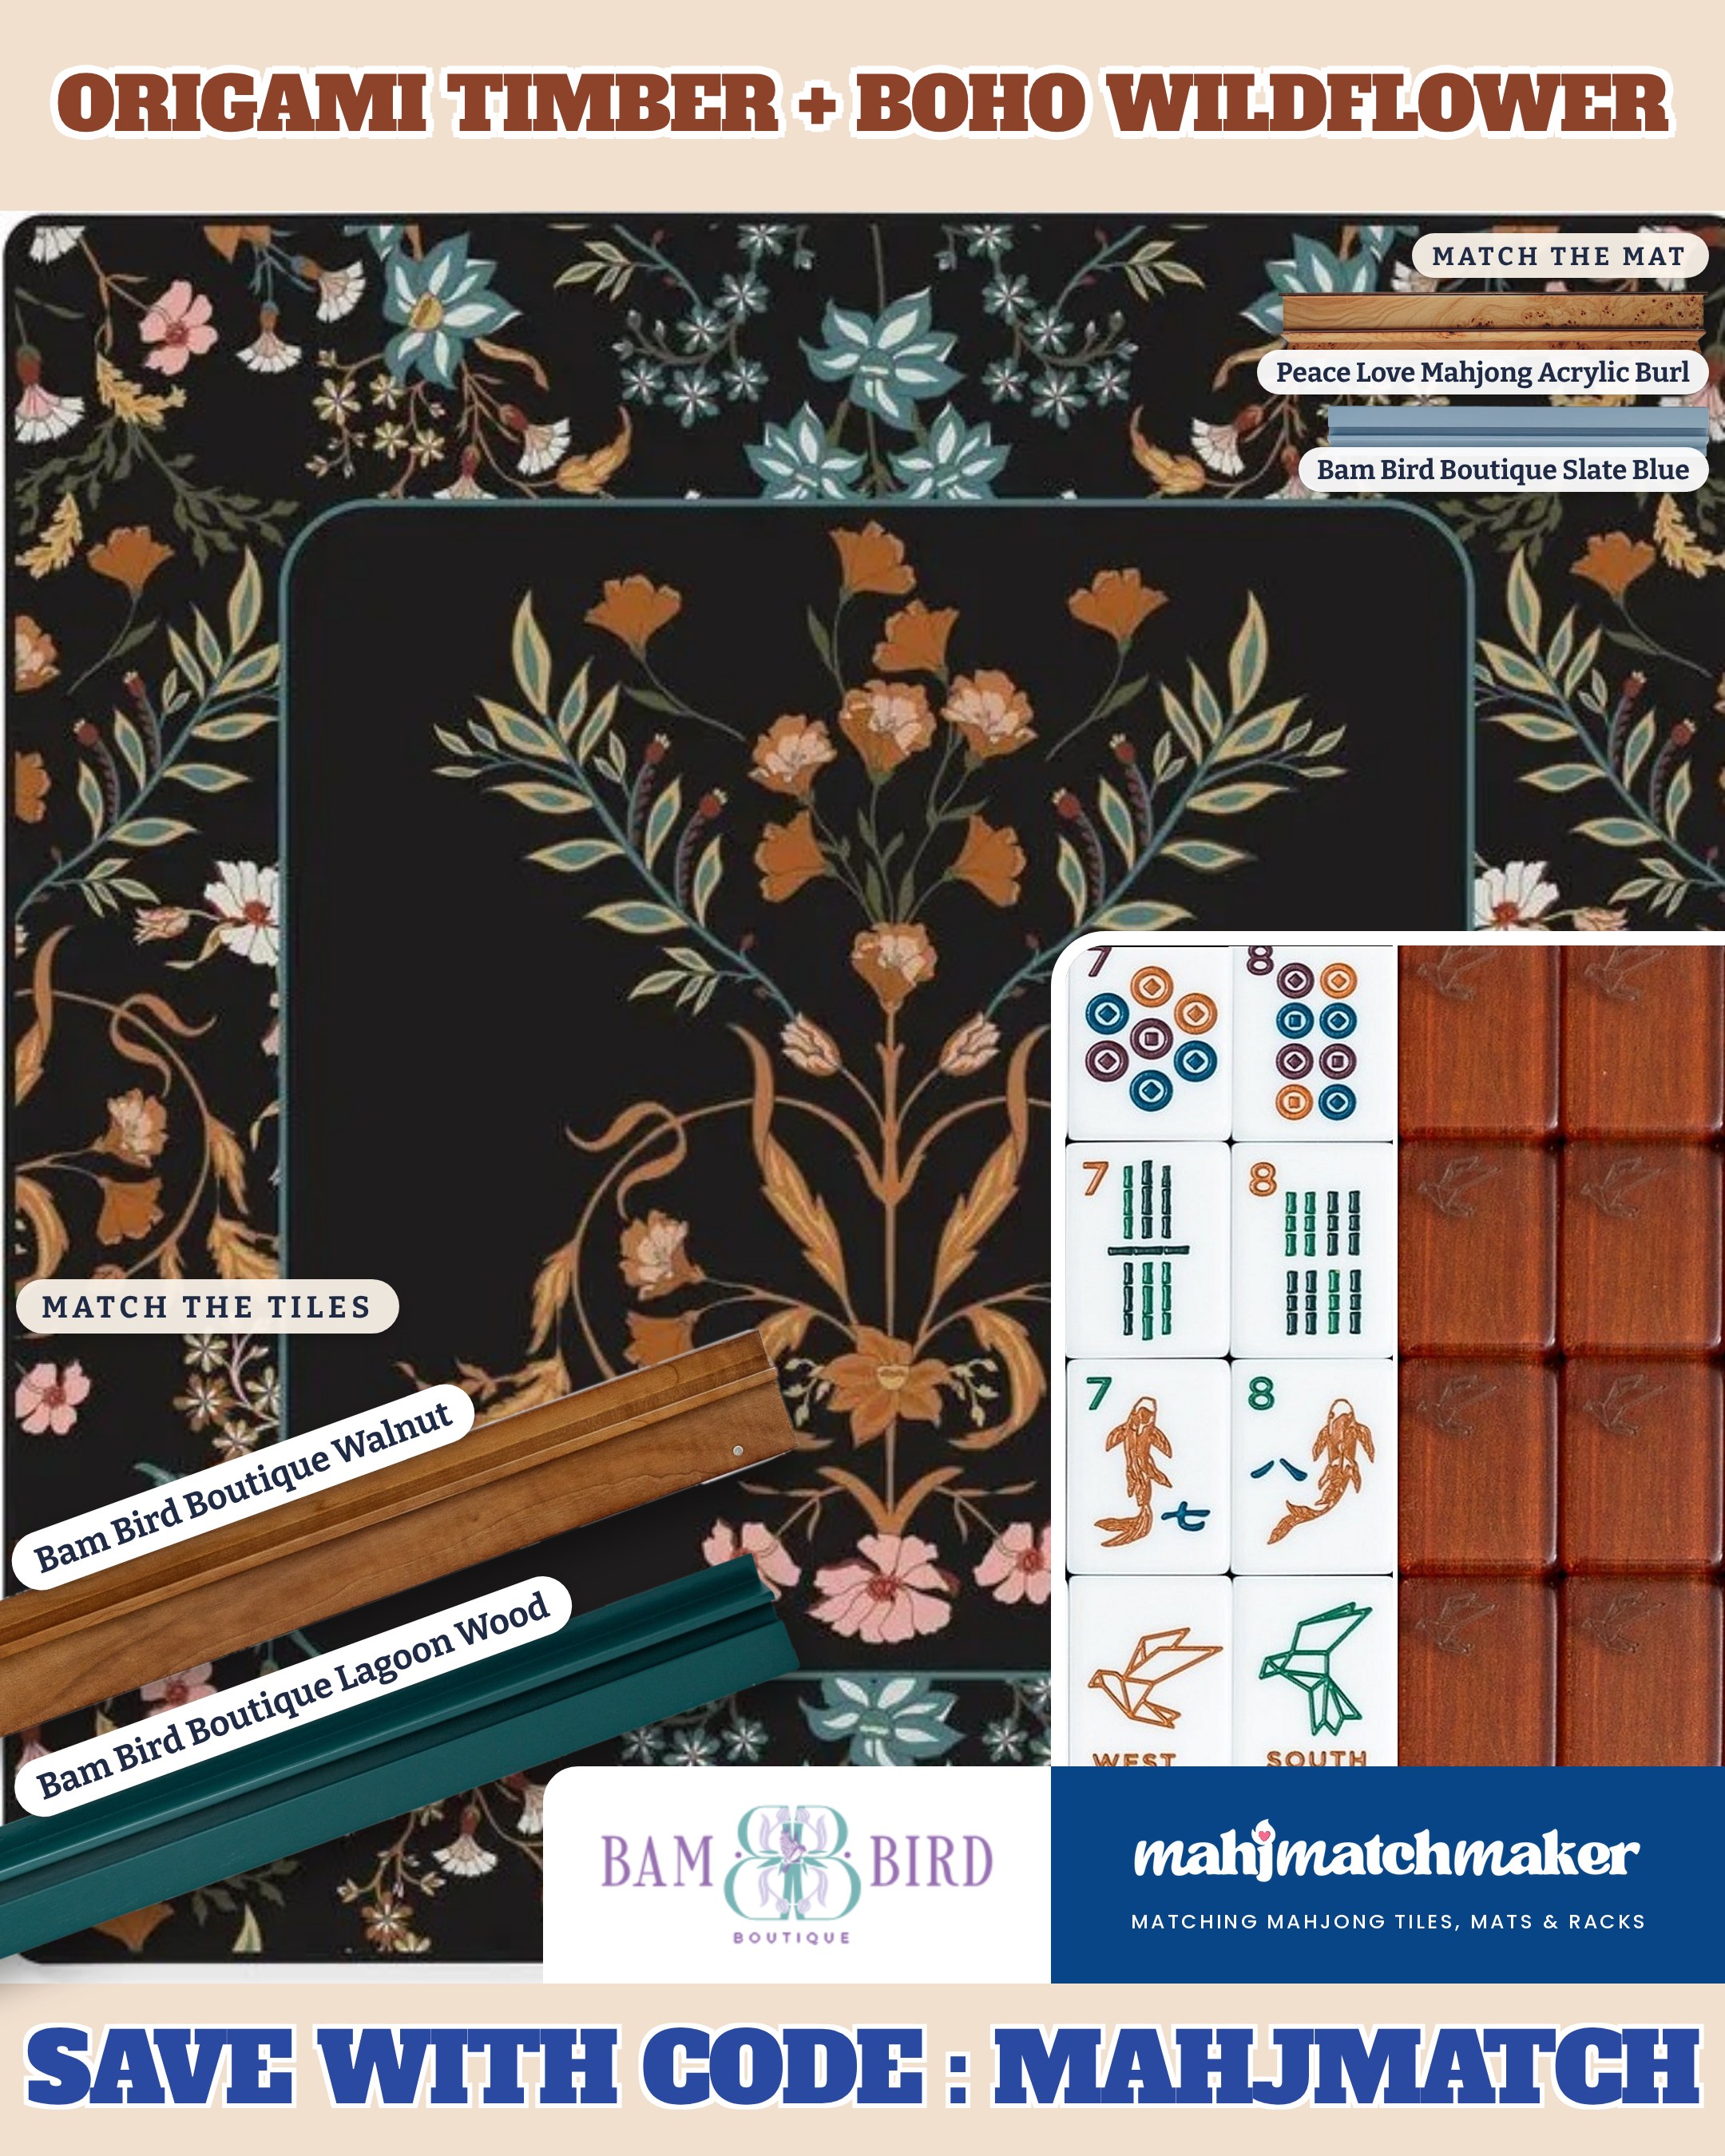 ORIGAMI TIMBER + BOHO WILDFLOWER
MATCH THE MAT
Peace Love Mahjong Acrylic Burl
Bam Bird Boutique Slate Blue
7 8
7 8
7 8
七 八
WEST SOUTH
MATCH THE TILES
Bam Bird Boutique Walnut
Bam Bird Boutique Lagoon Wood
BAM BIRD
BOUTIQUE
mahjmatchmaker
MATCHING MAHJONG TILES, MATS & RACKS
SAVE WITH CODE : MAHJMATCH